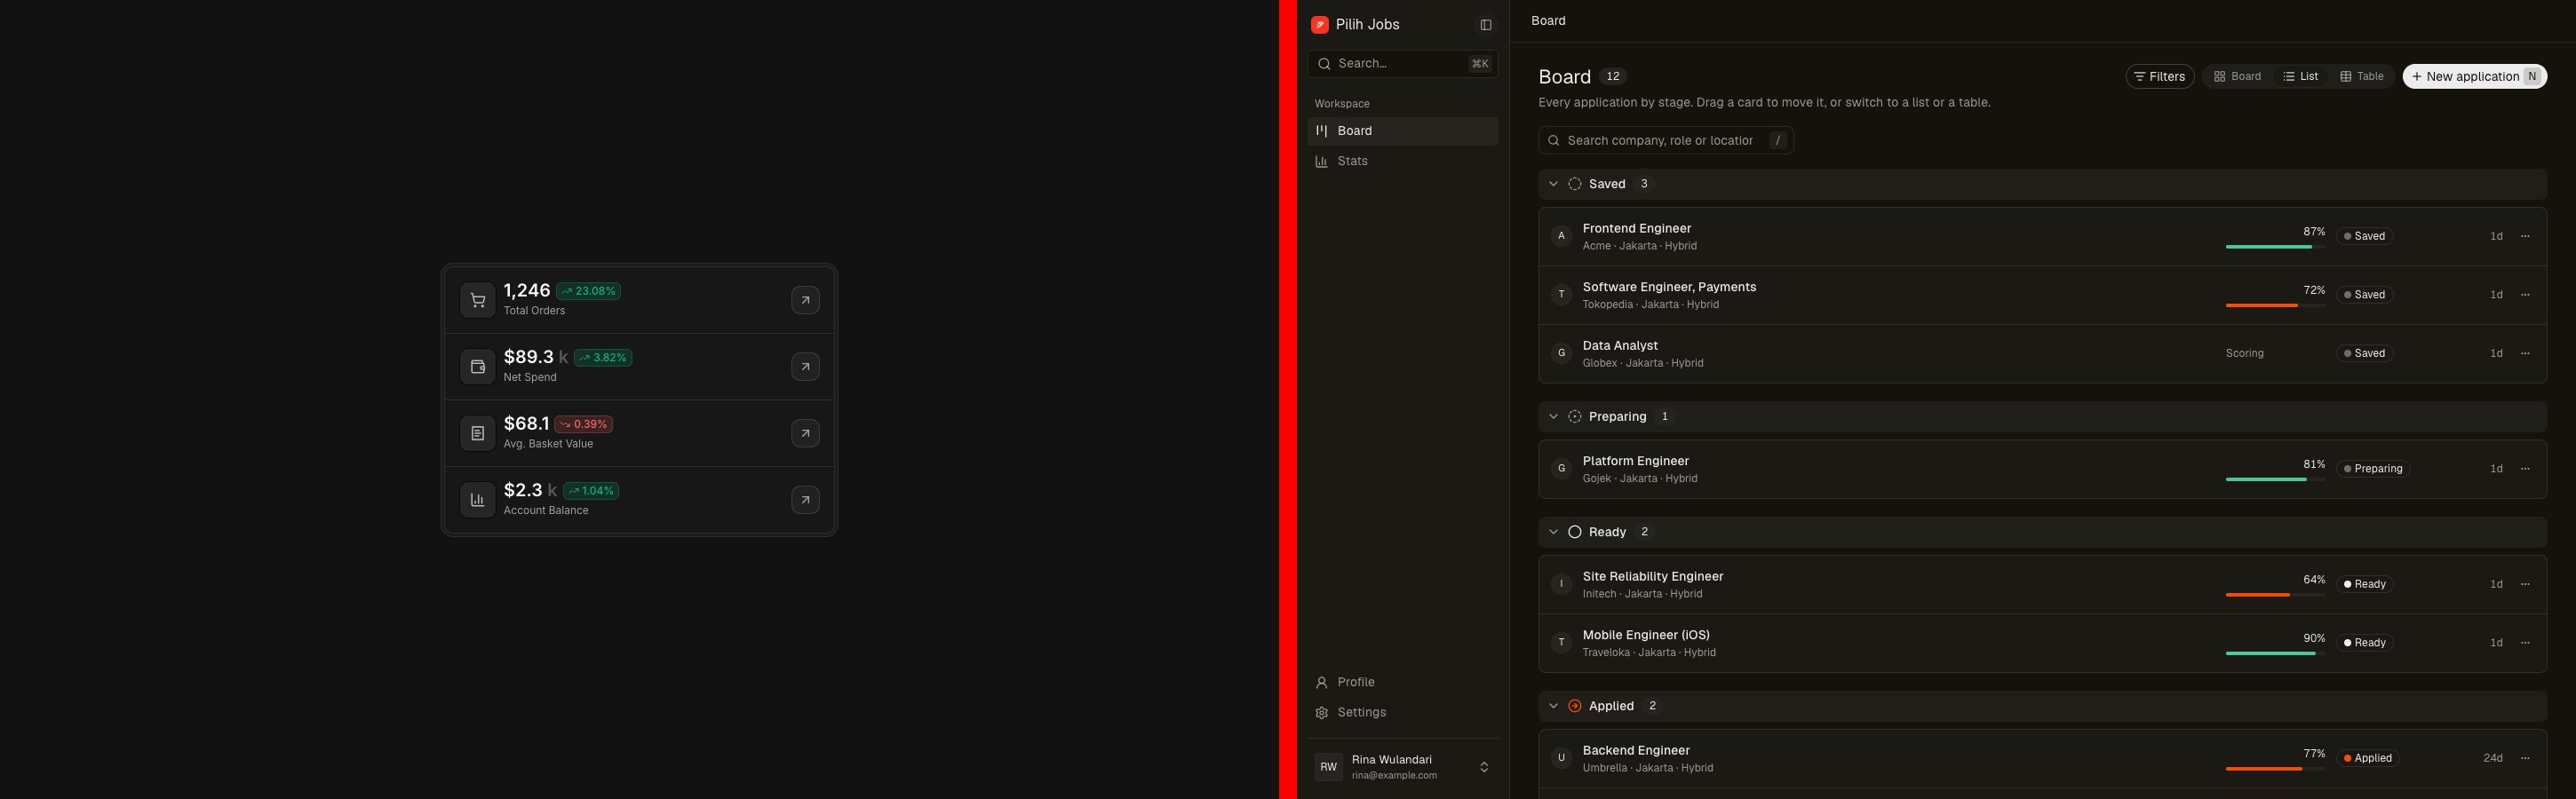 1,246 23.08%
Total Orders
$89.3 k 3.82%
Net Spend
$68.1 0.39%
Avg. Basket Value
$2.3 k 1.04%
Account Balance
Pilih Jobs
Search... ⌘K
Workspace
Board
Stats
Profile
Settings
RW Rina Wulandari
rina@example.com
Board
Board 12 Filters Board List Table + New application N
Every application by stage. Drag a card to move it, or switch to a list or a table.
Search company, role or locatior /
Saved 3
A Frontend Engineer 87% Saved 1d ...
Acme · Jakarta · Hybrid
T Software Engineer, Payments 72% Saved 1d ...
Tokopedia · Jakarta · Hybrid
G Data Analyst Scoring Saved 1d ...
Globex · Jakarta · Hybrid
Preparing 1
G Platform Engineer 81% Preparing 1d ...
Gojek · Jakarta · Hybrid
Ready 2
I Site Reliability Engineer 64% Ready 1d ...
Initech · Jakarta · Hybrid
T Mobile Engineer (iOS) 90% Ready 1d ...
Traveloka · Jakarta · Hybrid
Applied 2
U Backend Engineer 77% Applied 24d ...
Umbrella · Jakarta · Hybrid